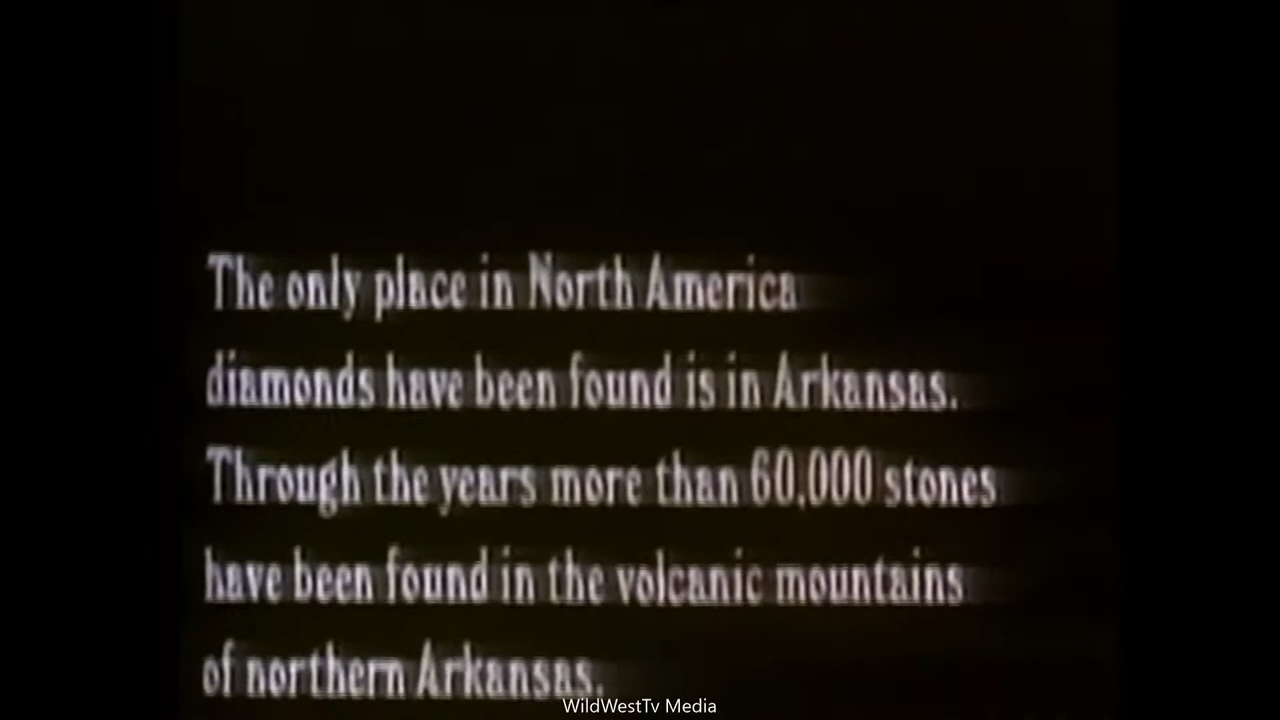 The only place in North America
diamonds have been found is in Arkansas.
Through the years more than 60,000 stones
have been found in the volcanic mountains
of northern Arkansas.
WildWestTv Media